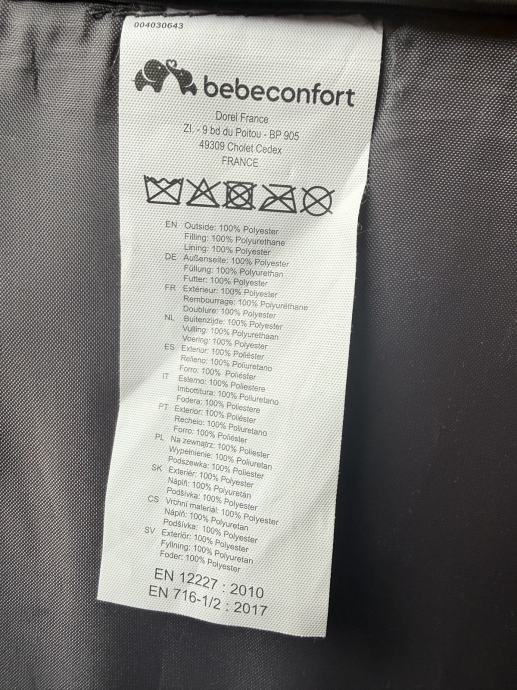 004030643
bebeconfort
Dorel France
Z.I. - 9 bd du Poitou - BP 905
49309 Cholet Cedex
FRANCE
EN Outside: 100% Polyester
Filling: 100% Polyurethane
Lining: 100% Polyester
DE Außenseite: 100% Polyester
Füllung: 100% Polyurethan
Futter: 100% Polyester
FR Extérieur: 100% Polyester
Rembourrage: 100% Polyuréthane
Doublure: 100% Polyester
NL Buitenzijde: 100% Polyester
Vulling: 100% Polyurethaan
Voering: 100% Polyester
ES Exterior: 100% Poliéster
Relleno: 100% Poliuretano
Forro: 100% Poliéster
IT Esterno: 100% Poliestere
Imbottitura: 100% Poliuretano
Fodera: 100% Poliestere
PT Exterior: 100% Poliéster
Recheio: 100% Poliuretano
Forro: 100% Poliéster
PL Na zewnątrz: 100% Poliester
Wypełnienie: 100% Poliuretan
Podszewka: 100% Poliester
SK Exteriér: 100% Polyester
Náplň: 100% Polyuretán
Podšívka: 100% Polyester
CS Vrchní materiál: 100% Polyester
Náplň: 100% Polyuretan
Podšívka: 100% Polyester
SV Exteriör: 100% Polyester
Fyllning: 100% Polyuretan
Foder: 100% Polyester
EN 12227 : 2010
EN 716-1/2 : 2017